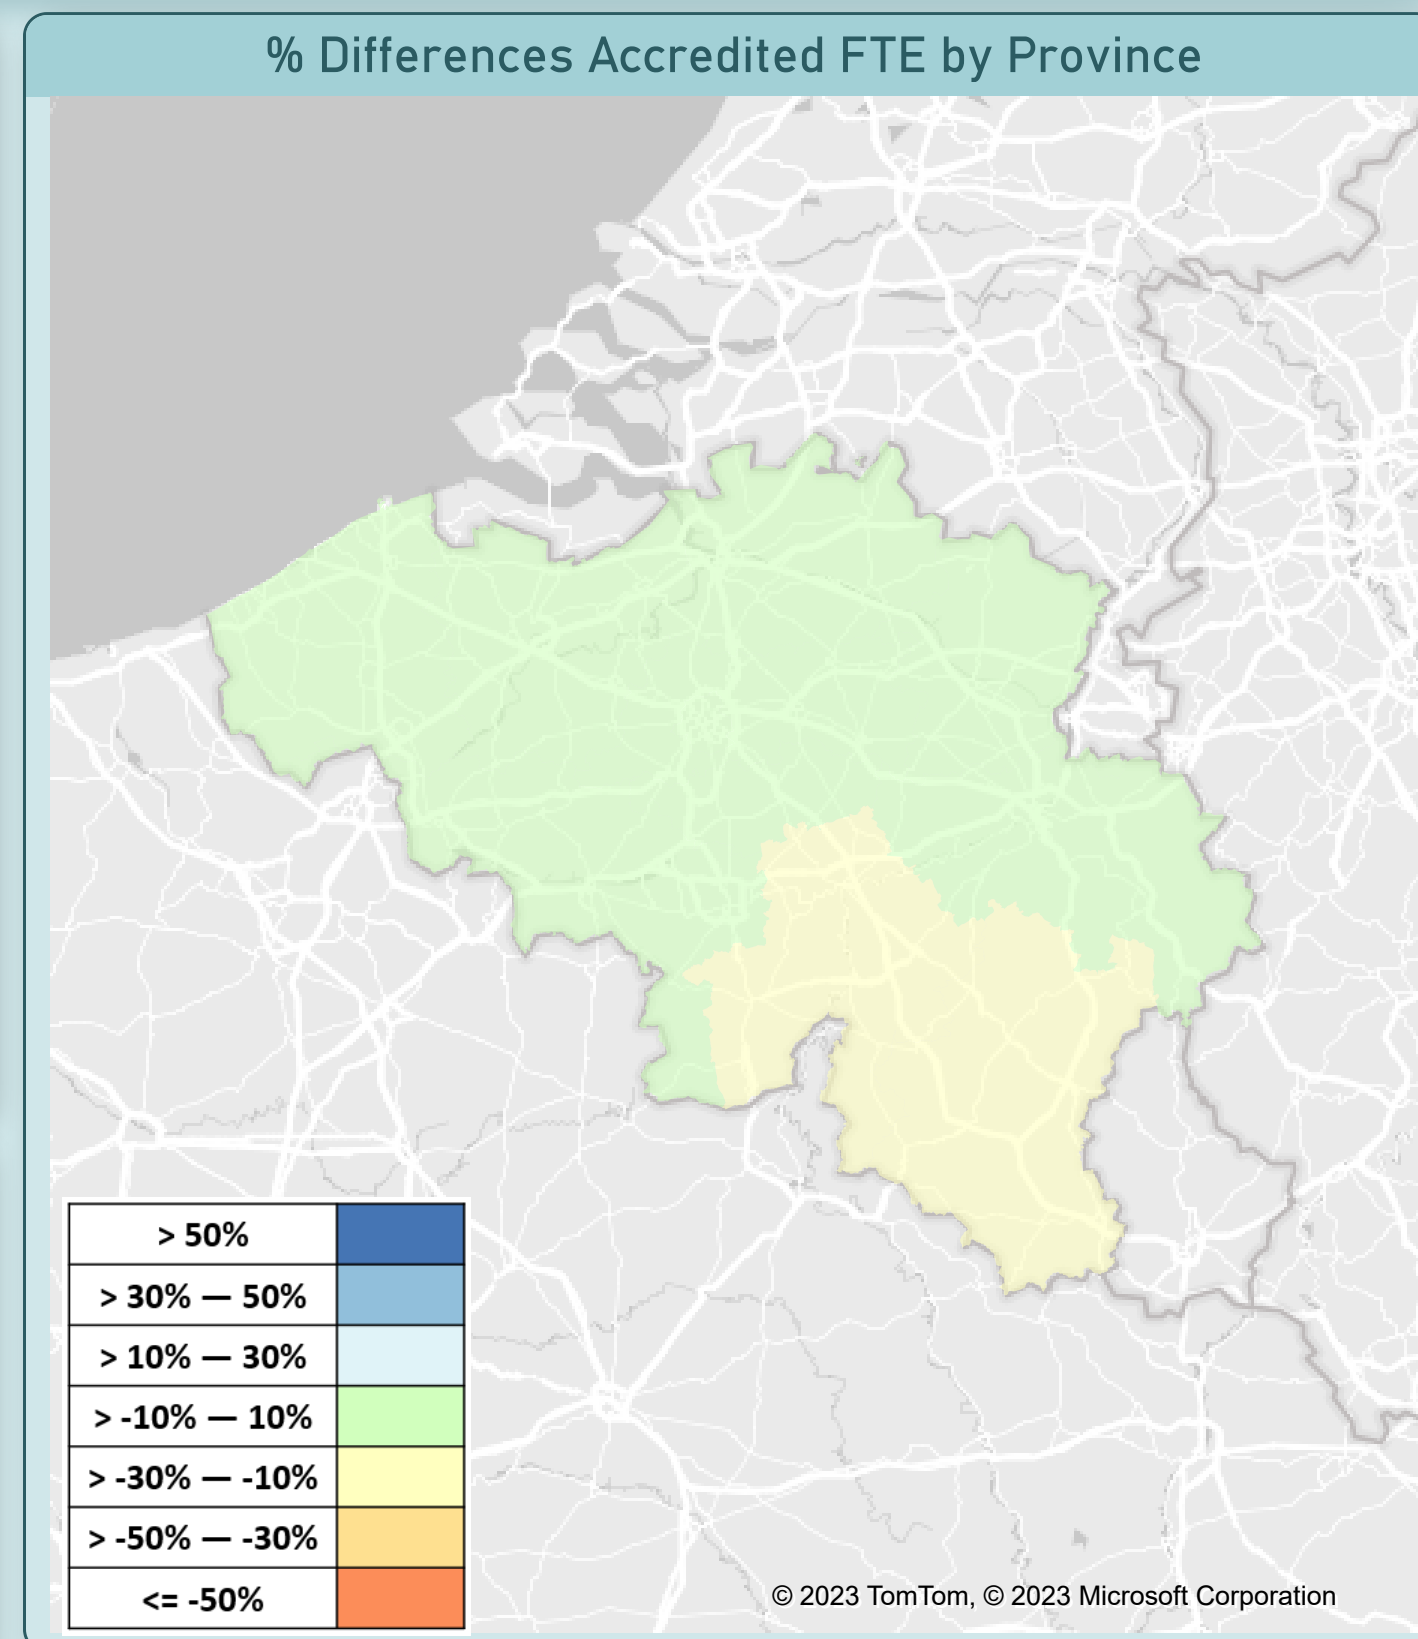 % Differences Accredited FTE by Province
> 50%
> 30% — 50%
> 10% — 30%
> -10% — 10%
> -30% — -10%
> -50% — -30%
<= -50%
© 2023 TomTom, © 2023 Microsoft Corporation